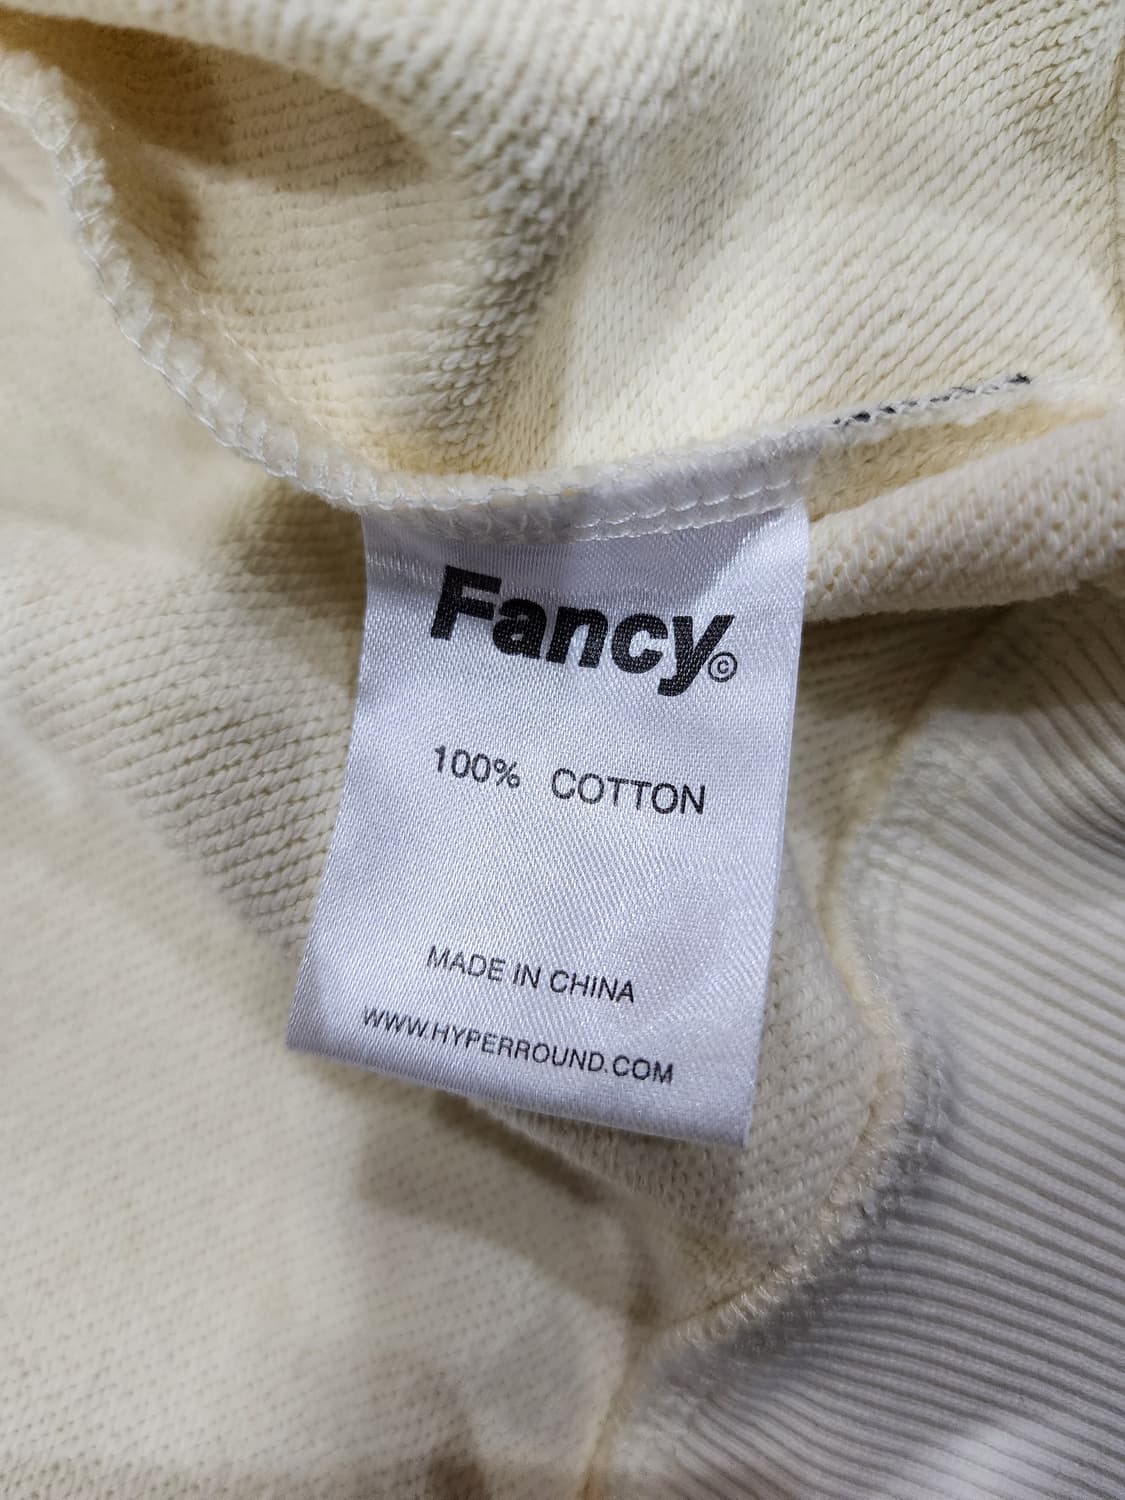 Fancy©
100% COTTON
MADE IN CHINA
WWW.HYPERROUND.COM